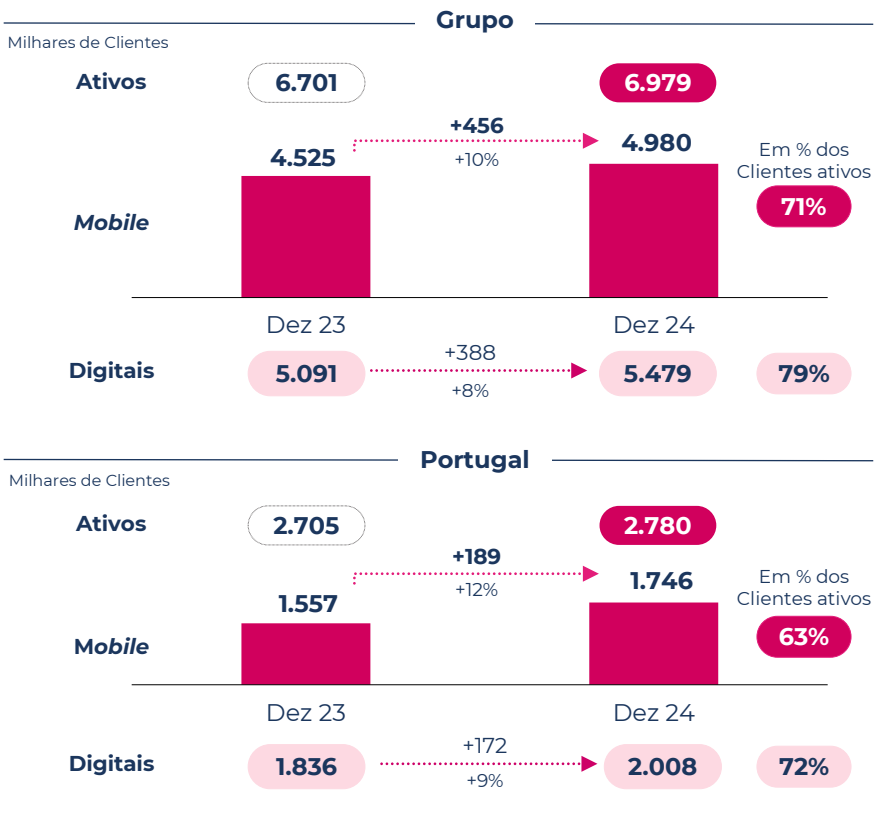 Grupo
Milhares de Clientes
Ativos
6.701
6.979
+456
+10%
4.525
4.980
Em % dos
Clientes ativos
71%
Mobile
Dez 23
Dez 24
Digitais
5.091
+388
+8%
5.479
79%
Portugal
Milhares de Clientes
Ativos
2.705
2.780
+189
+12%
1.557
1.746
Em % dos
Clientes ativos
63%
Mobile
Dez 23
Dez 24
Digitais
1.836
+172
+9%
2.008
72%